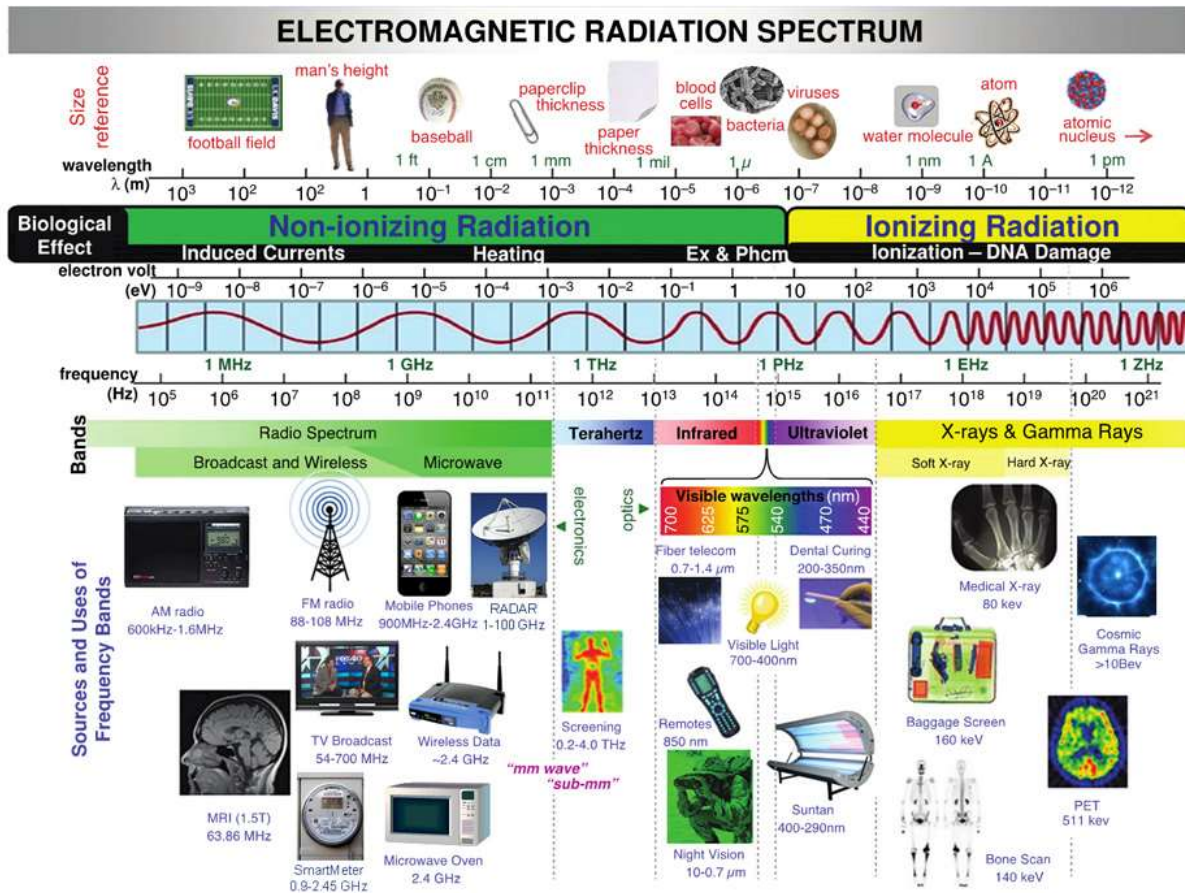 ELECTROMAGNETIC RADIATION SPECTRUM
Size reference
football field
man's height
baseball
paperclip thickness
paper thickness
blood cells
bacteria
viruses
water molecule
atom
atomic nucleus →
wavelength λ (m)
1 ft 1 cm 1 mm 1 mil 1 µ 1 nm 1 A 1 pm
10³ 10² 10² 1 10⁻¹ 10⁻² 10⁻³ 10⁻⁴ 10⁻⁵ 10⁻⁶ 10⁻⁷ 10⁻⁸ 10⁻⁹ 10⁻¹⁰ 10⁻¹¹ 10⁻¹²
Biological Effect
Non-ionizing Radiation
Ionizing Radiation
Induced Currents Heating Ex & Phcm Ionization – DNA Damage
electron volt (eV)
10⁻⁹ 10⁻⁸ 10⁻⁷ 10⁻⁶ 10⁻⁵ 10⁻⁴ 10⁻³ 10⁻² 10⁻¹ 1 10 10² 10³ 10⁴ 10⁵ 10⁶
1 MHz 1 GHz 1 THz 1 PHz 1 EHz 1 ZHz
frequency (Hz)
10⁵ 10⁶ 10⁷ 10⁸ 10⁹ 10¹⁰ 10¹¹ 10¹² 10¹³ 10¹⁴ 10¹⁵ 10¹⁶ 10¹⁷ 10¹⁸ 10¹⁹ 10²⁰ 10²¹
Bands
Radio Spectrum Terahertz Infrared Ultraviolet X-rays & Gamma Rays
Broadcast and Wireless Microwave Soft X-ray Hard X-ray
electronics
optics
Visible wavelengths (nm)
700 625 575 540 470 440
Sources and Uses of
Frequency Bands
AM radio
600kHz-1.6MHz
FM radio
88-108 MHz
Mobile Phones
900MHz-2.4GHz
RADAR
1-100 GHz
Fiber telecom
0.7-1.4 µm
Dental Curing
200-350nm
Visible Light
700-400nm
Medical X-ray
80 kev
Cosmic
Gamma Rays
>10Bev
MRI (1.5T)
63.86 MHz
TV Broadcast
54-700 MHz
Wireless Data
~2.4 GHz
Screening
0.2-4.0 THz
"mm wave"
"sub-mm"
Remotes
850 nm
Baggage Screen
160 keV
SmartMeter
0.9-2.45 GHz
Microwave Oven
2.4 GHz
Night Vision
10-0.7 µm
Suntan
400-290nm
Bone Scan
140 keV
PET
511 kev